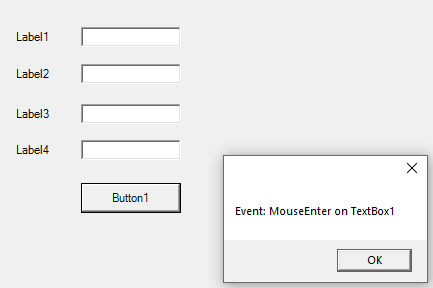 Label1
Label2
Label3
Label4
Button1
Event: MouseEnter on TextBox1
OK